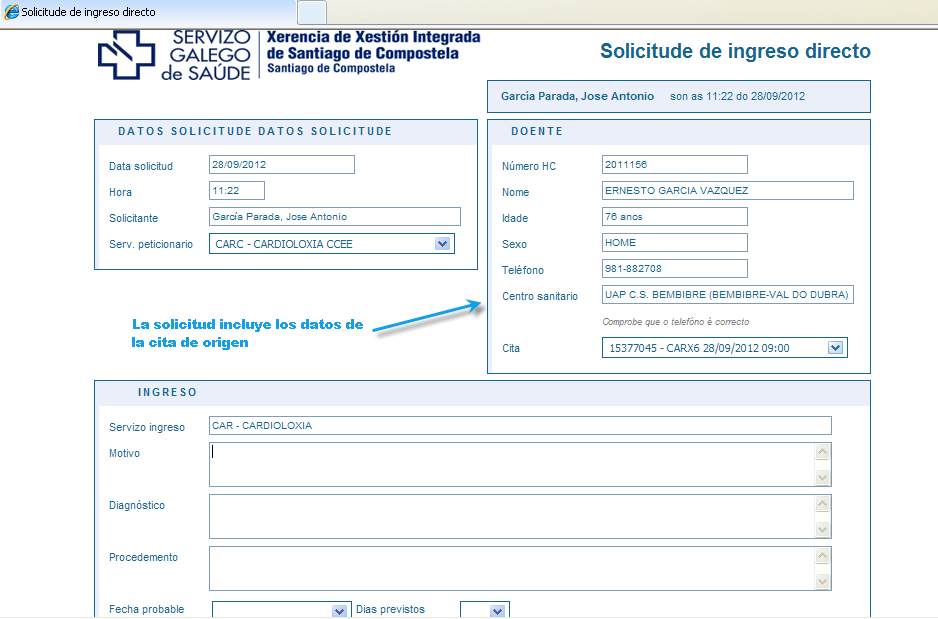 Solicitude de ingreso directo
SERVIZO
GALEGO
de SAÚDE
Xerencia de Xestión Integrada
de Santiago de Compostela
Santiago de Compostela
Solicitude de ingreso directo
García Parada, Jose Antonio son as 11:22 do 28/09/2012
DATOS SOLICITUDE DATOS SOLICITUDE
Data solicitud 28/09/2012
Hora 11:22
Solicitante García Parada, Jose Antonio
Serv. peticionario CARC - CARDIOLOXIA CCEE
DOENTE
Número HC 2011156
Nome ERNESTO GARCIA VAZQUEZ
Idade 76 anos
Sexo HOME
Teléfono 981-882708
Centro sanitario UAP C.S. BEMBIBRE (BEMBIBRE-VAL DO DUBRA)
Comprobe que o telefóno é correcto
Cita 15377045 - CARX6 28/09/2012 09:00
La solicitud incluye los datos de
la cita de origen
INGRESO
Servizo ingreso CAR - CARDIOLOXIA
Motivo
Diagnóstico
Procedemento
Fecha probable Dias previstos